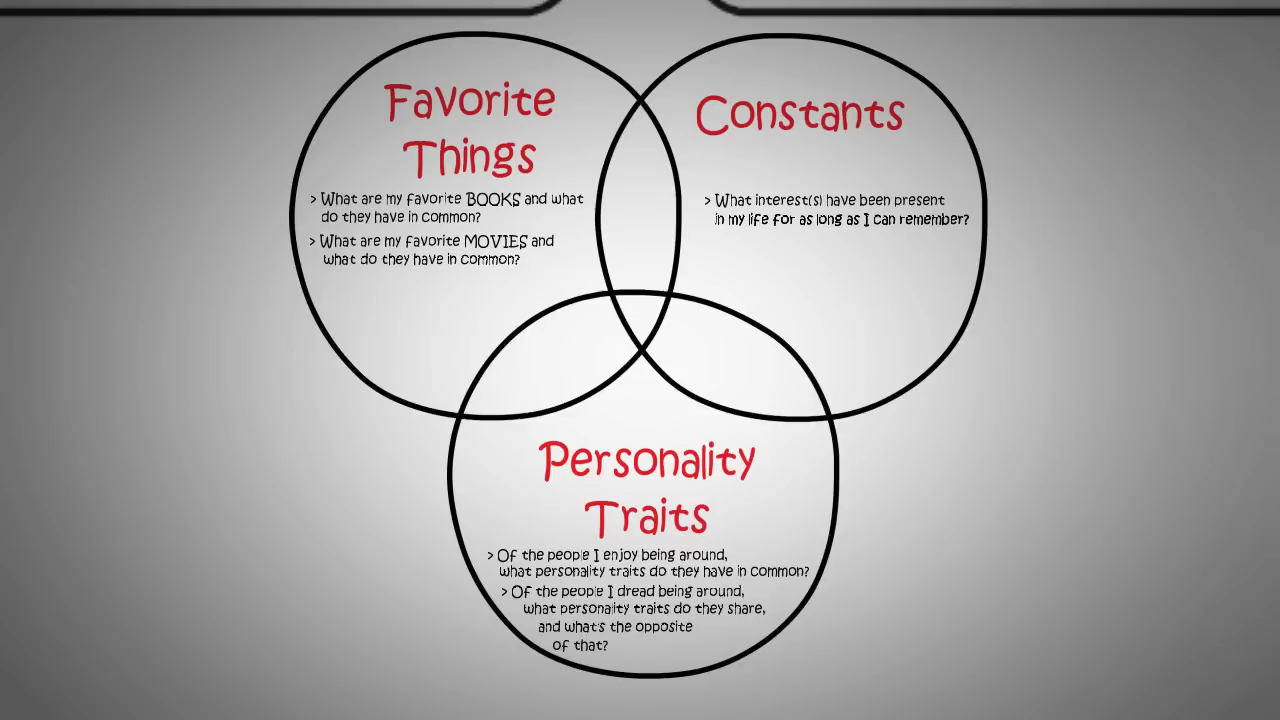 Favorite
Things
> What are my favorite BOOKS and what
do they have in common?
> What are my favorite MOVIES and
what do they have in common?
Constants
> What interest(s) have been present
in my life for as long as I can remember?
Personality
Traits
> Of the people I enjoy being around,
what personality traits do they have in common?
> Of the people I dread being around,
what personality traits do they share,
and what's the opposite
of that?